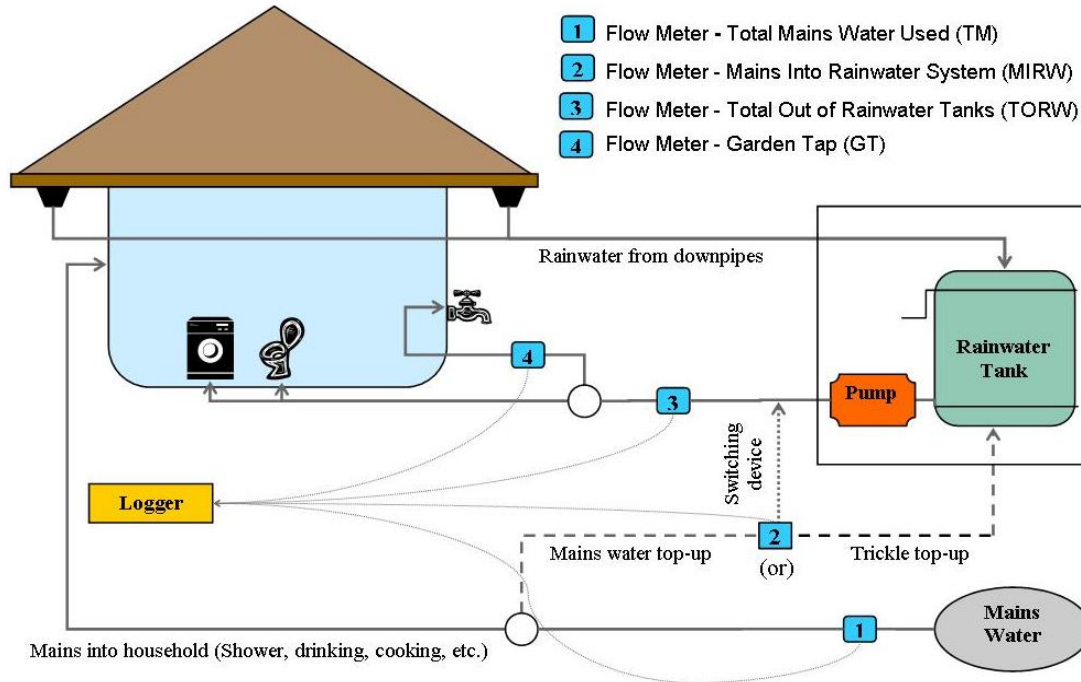 1 Flow Meter - Total Mains Water Used (TM)
2 Flow Meter - Mains Into Rainwater System (MIRW)
3 Flow Meter - Total Out of Rainwater Tanks (TORW)
4 Flow Meter - Garden Tap (GT)
Rainwater from downpipes
Rainwater
Tank
4
Pump
3
Switching
device
Logger
2
Mains water top-up
(or)
Trickle top-up
Mains
Water
1
Mains into household (Shower, drinking, cooking, etc.)